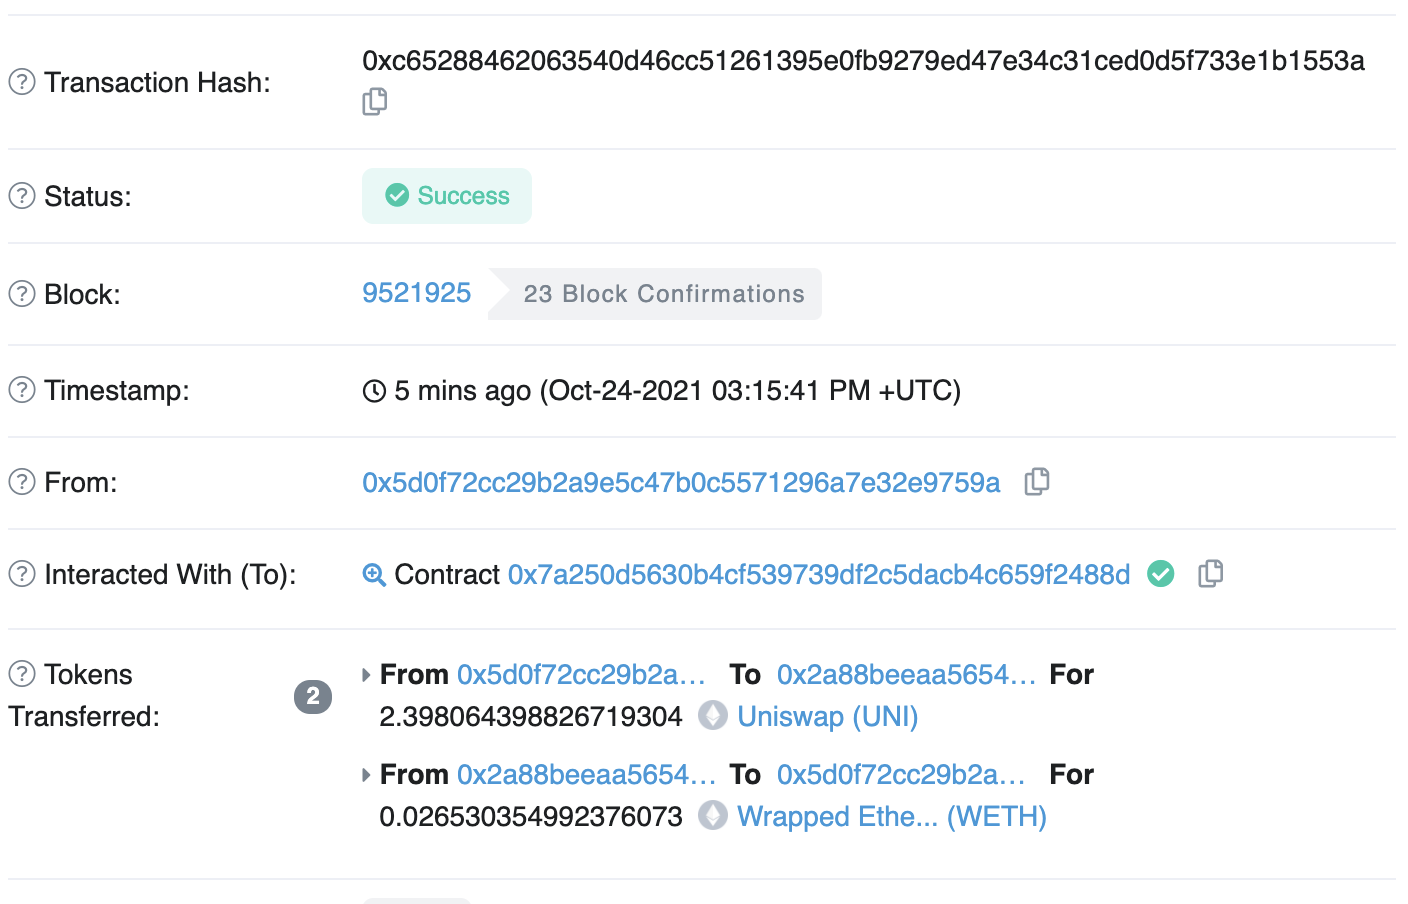 Transaction Hash:
0xc65288462063540d46cc51261395e0fb9279ed47e34c31ced0d5f733e1b1553a
Status:
Success
Block:
9521925 23 Block Confirmations
Timestamp:
5 mins ago (Oct-24-2021 03:15:41 PM +UTC)
From:
0x5d0f72cc29b2a9e5c47b0c5571296a7e32e9759a
Interacted With (To):
Contract 0x7a250d5630b4cf539739df2c5dacb4c659f2488d
Tokens
Transferred:
2
From 0x5d0f72cc29b2a... To 0x2a88beeaa5654... For
2.398064398826719304 Uniswap (UNI)
From 0x2a88beeaa5654... To 0x5d0f72cc29b2a... For
0.026530354992376073 Wrapped Ethe... (WETH)